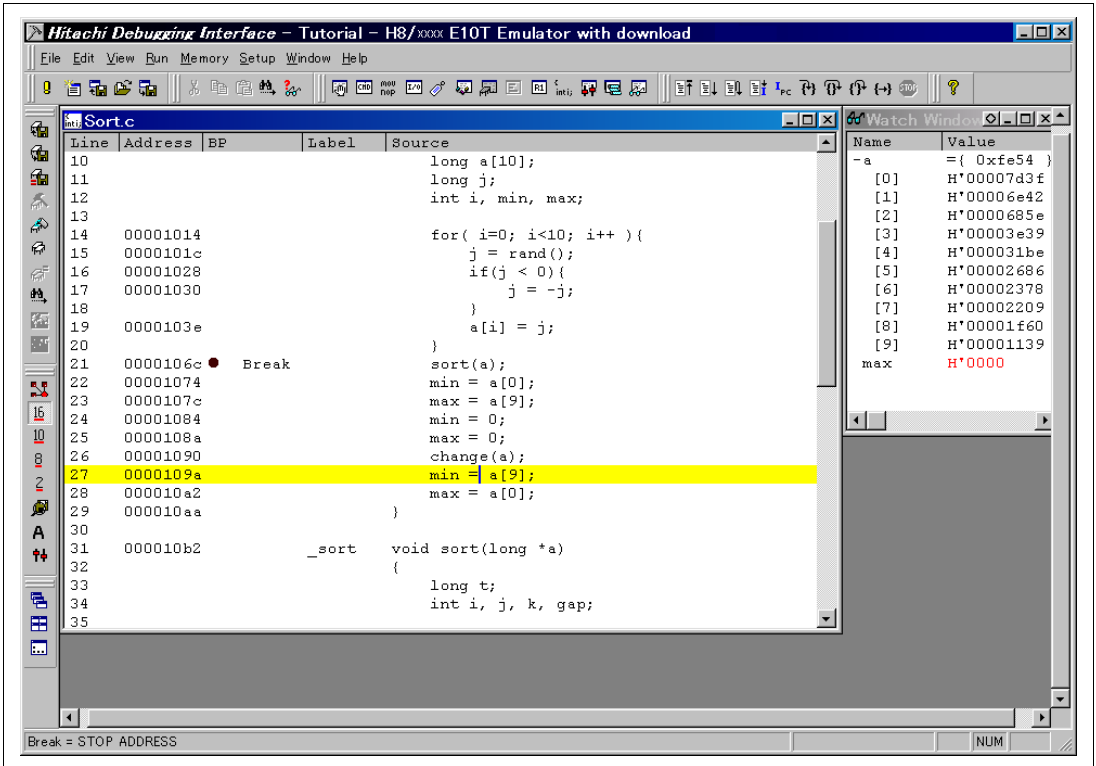 Hitachi Debugging Interface - Tutorial - H8/xxxx E10T Emulator with download
File Edit View Run Memory Setup Window Help
Sort.c
Line Address BP Label Source
10 long a[10];
11 long j;
12 int i, min, max;
13
14 00001014 for( i=0; i<10; i++ ){
15 0000101c j = rand();
16 00001028 if(j < 0){
17 00001030 j = -j;
18 }
19 0000103e a[i] = j;
20 }
21 0000106c Break sort(a);
22 00001074 min = a[0];
23 0000107c max = a[9];
24 00001084 min = 0;
25 0000108a max = 0;
26 00001090 change(a);
27 0000109a min = a[9];
28 000010a2 max = a[0];
29 000010aa }
30
31 000010b2 _sort void sort(long *a)
32 {
33 long t;
34 int i, j, k, gap;
35
Watch Window
Name Value
-a ={ 0xfe54 }
[0] H'00007d3f
[1] H'00006e42
[2] H'0000685e
[3] H'00003e39
[4] H'000031be
[5] H'00002686
[6] H'00002378
[7] H'00002209
[8] H'00001f60
[9] H'00001139
max H'0000
16
10
8
2
A
Break = STOP ADDRESS
NUM